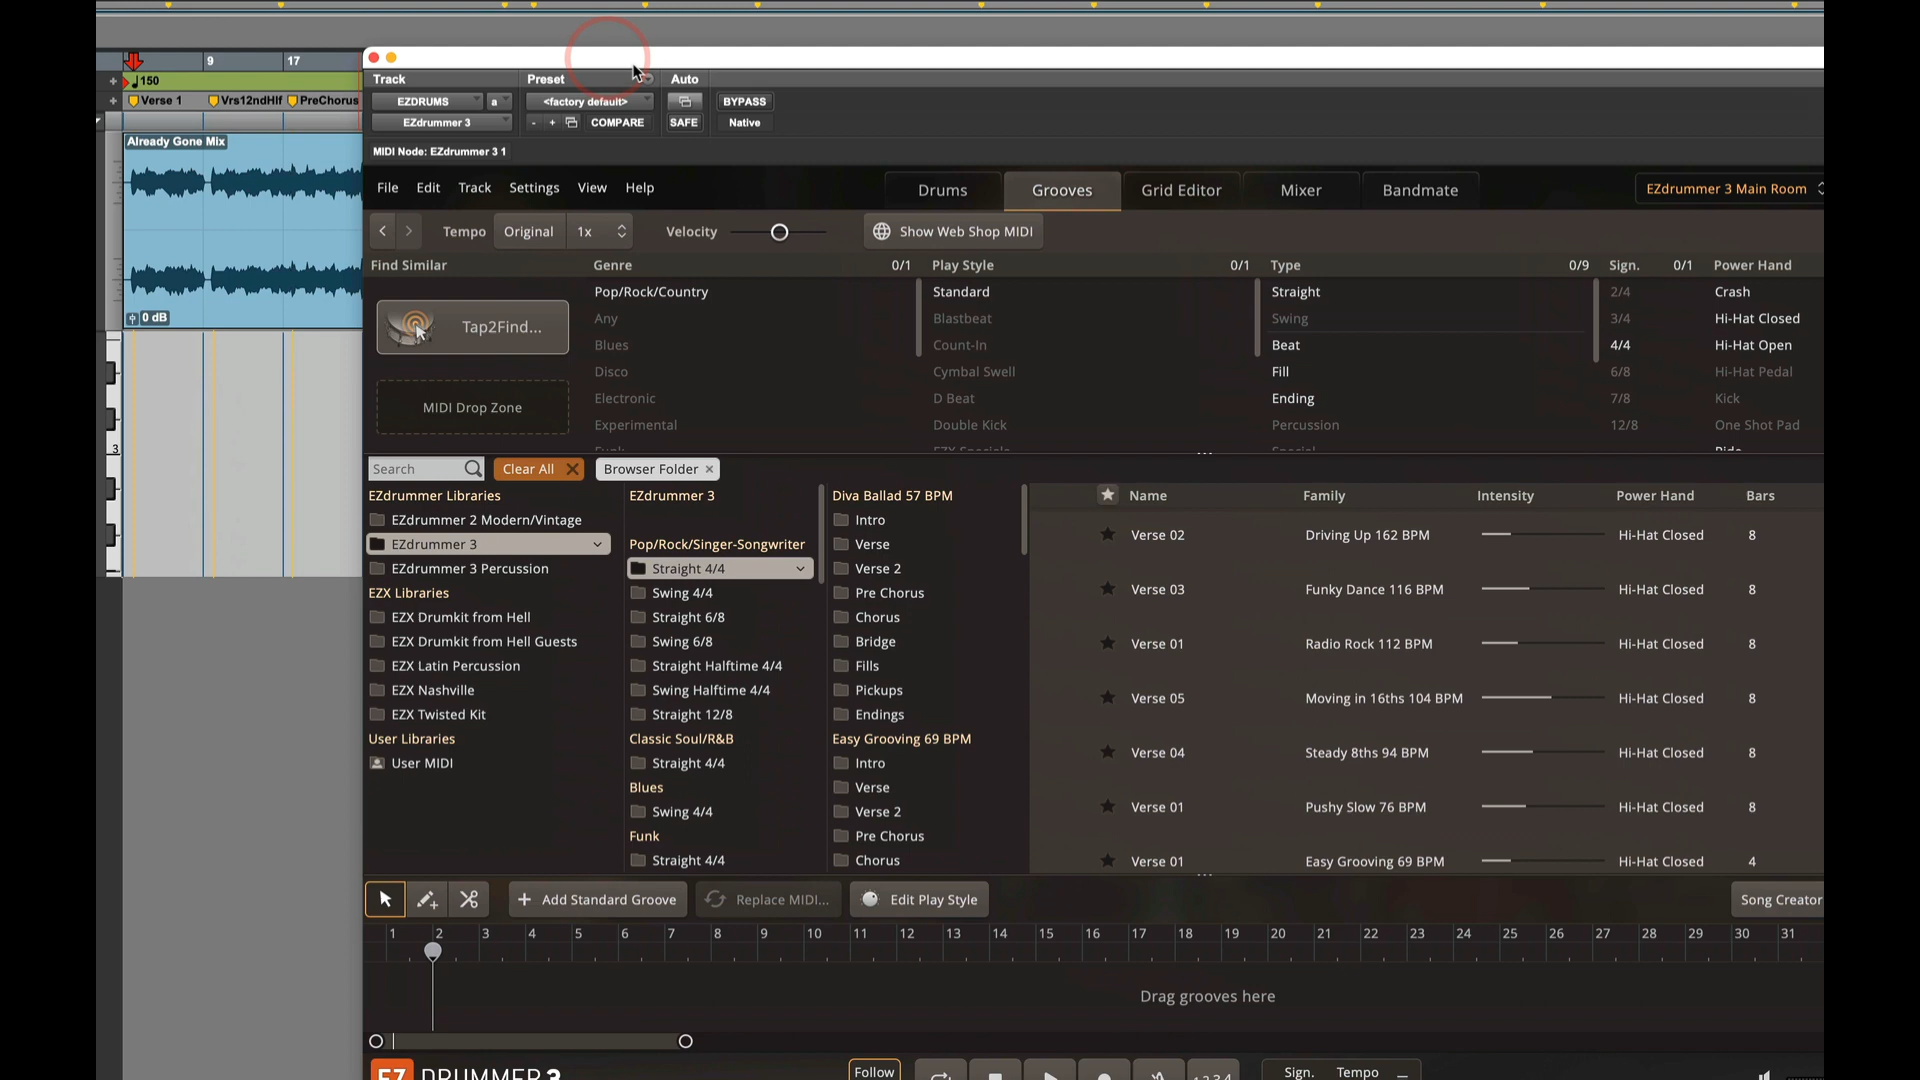 9 17
♩150
Verse 1 Vrs12ndHlf PreChorus
Already Gone Mix
0 dB
3
Track Preset Auto
EZDRUMS a <factory default> BYPASS
EZdrummer 3 - + COMPARE SAFE Native
MIDI Node: EZdrummer 3 1
File Edit Track Settings View Help
Drums Grooves Grid Editor Mixer Bandmate
EZdrummer 3 Main Room
Tempo Original 1x Velocity Show Web Shop MIDI
Find Similar Genre 0/1 Play Style 0/1 Type 0/9 Sign. 0/1 Power Hand
Tap2Find...
MIDI Drop Zone
Pop/Rock/Country Standard Straight 2/4 Crash
Any Blastbeat Swing 3/4 Hi-Hat Closed
Blues Count-In Beat 4/4 Hi-Hat Open
Disco Cymbal Swell Fill 6/8 Hi-Hat Pedal
Electronic D Beat Ending 7/8 Kick
Experimental Double Kick Percussion 12/8 One Shot Pad
Funk EZX Specials Special Ride
Search Clear All Browser Folder
EZdrummer Libraries
EZdrummer 2 Modern/Vintage
EZdrummer 3
EZdrummer 3 Percussion
EZX Libraries
EZX Drumkit from Hell
EZX Drumkit from Hell Guests
EZX Latin Percussion
EZX Nashville
EZX Twisted Kit
User Libraries
User MIDI
EZdrummer 3
Pop/Rock/Singer-Songwriter
Straight 4/4
Swing 4/4
Straight 6/8
Swing 6/8
Straight Halftime 4/4
Swing Halftime 4/4
Straight 12/8
Classic Soul/R&B
Straight 4/4
Blues
Swing 4/4
Funk
Straight 4/4
Diva Ballad 57 BPM
Intro
Verse
Verse 2
Pre Chorus
Chorus
Bridge
Fills
Pickups
Endings
Easy Grooving 69 BPM
Intro
Verse
Verse 2
Pre Chorus
Chorus
Name Family Intensity Power Hand Bars
Verse 02 Driving Up 162 BPM Hi-Hat Closed 8
Verse 03 Funky Dance 116 BPM Hi-Hat Closed 8
Verse 01 Radio Rock 112 BPM Hi-Hat Closed 8
Verse 05 Moving in 16ths 104 BPM Hi-Hat Closed 8
Verse 04 Steady 8ths 94 BPM Hi-Hat Closed 8
Verse 01 Pushy Slow 76 BPM Hi-Hat Closed 8
Verse 01 Easy Grooving 69 BPM Hi-Hat Closed 4
Add Standard Groove Replace MIDI... Edit Play Style Song Creator
1 2 3 4 5 6 7 8 9 10 11 12 13 14 15 16 17 18 19 20 21 22 23 24 25 26 27 28 29 30 31
Drag grooves here
EZ DRUMMER 3 Follow 1234 Sign. Tempo